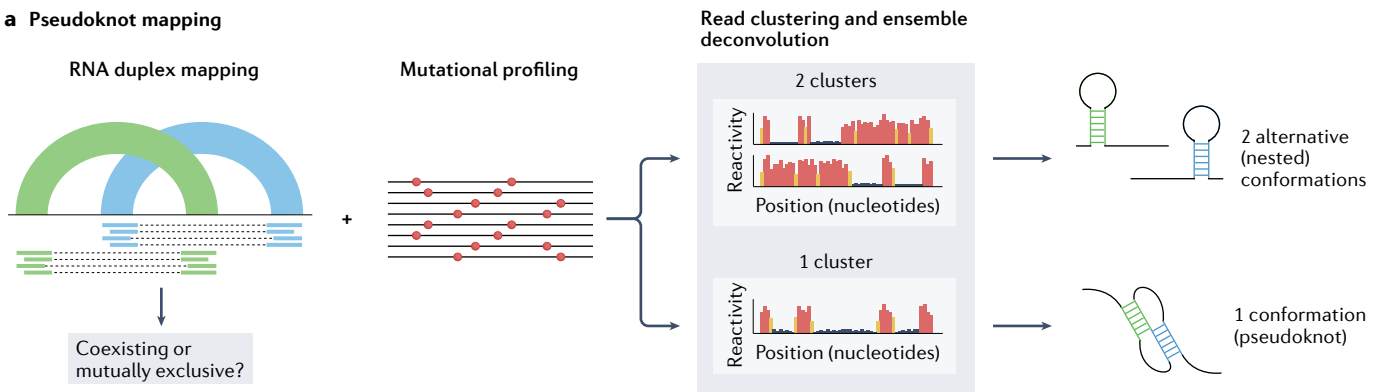 a Pseudoknot mapping
RNA duplex mapping
Coexisting or
mutually exclusive?
+
Mutational profiling
Read clustering and ensemble
deconvolution
2 clusters
Reactivity
Position (nucleotides)
1 cluster
Reactivity
Position (nucleotides)
2 alternative
(nested)
conformations
1 conformation
(pseudoknot)